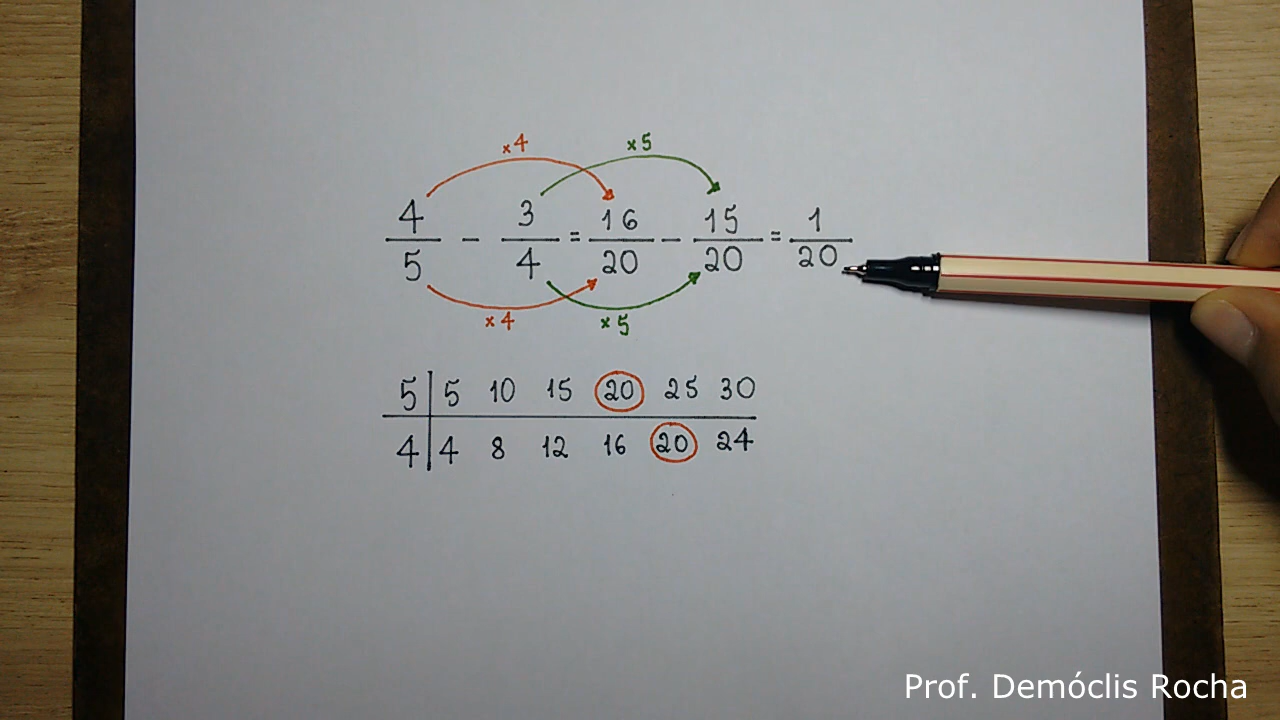 ×4 ×5
4/5 - 3/4 = 16/20 - 15/20 = 1/20
×4 ×5
5 | 5 10 15 20 25 30
4 | 4 8 12 16 20 24
Prof. Demóclis Rocha